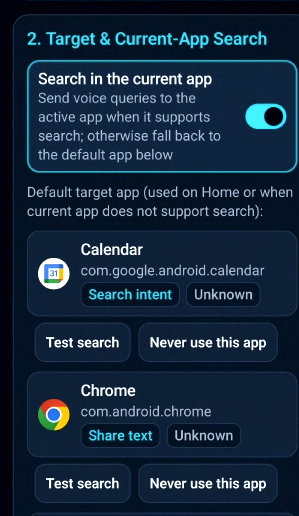 2. Target & Current-App Search
Search in the current app
Send voice queries to the
active app when it supports
search; otherwise fall back to
the default app below
Default target app (used on Home or when
current app does not support search):
Calendar
31
com.google.android.calendar
Search intent Unknown
Test search Never use this app
Chrome
com.android.chrome
Share text Unknown
Test search Never use this app